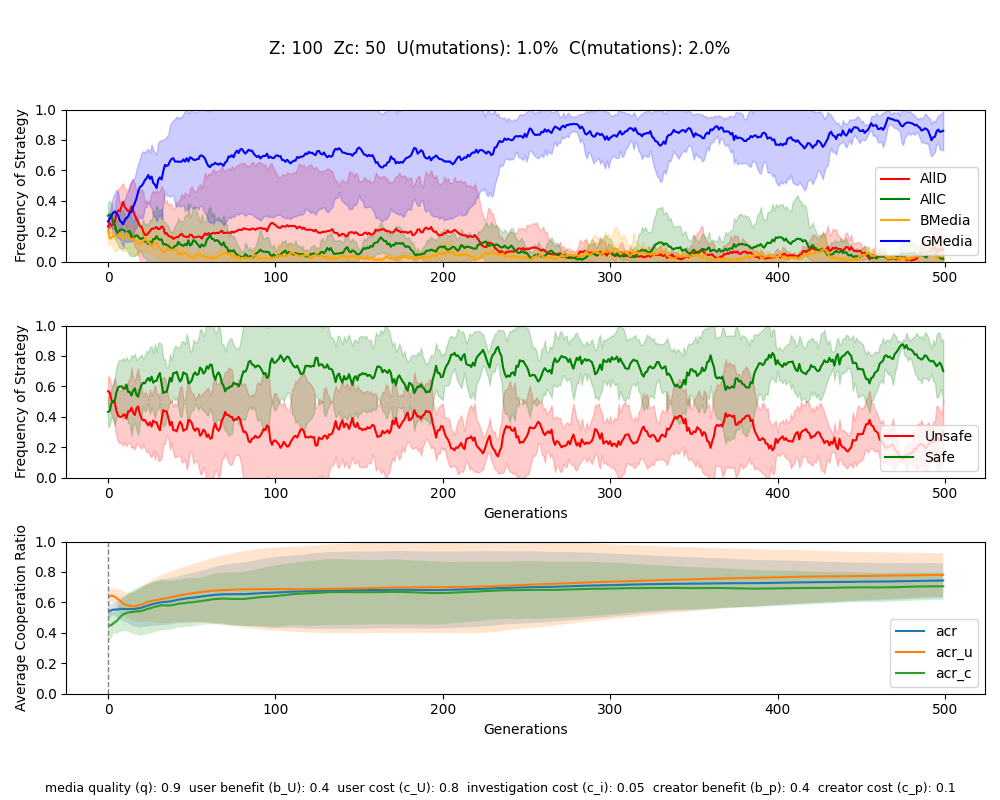 Z: 100  Zc: 50  U(mutations): 1.0%  C(mutations): 2.0%
Frequency of Strategy
1.0
0.8
0.6
0.4
0.2
0.0
AllD
AllC
BMedia
GMedia
0 100 200 300 400 500
Frequency of Strategy
1.0
0.8
0.6
0.4
0.2
0.0
Unsafe
Safe
0 100 200 300 400 500
Generations
Average Cooperation Ratio
1.0
0.8
0.6
0.4
0.2
0.0
acr
acr_u
acr_c
0 100 200 300 400 500
Generations
media quality (q): 0.9  user benefit (b_U): 0.4  user cost (c_U): 0.8  investigation cost (c_i): 0.05  creator benefit (b_p): 0.4  creator cost (c_p): 0.1